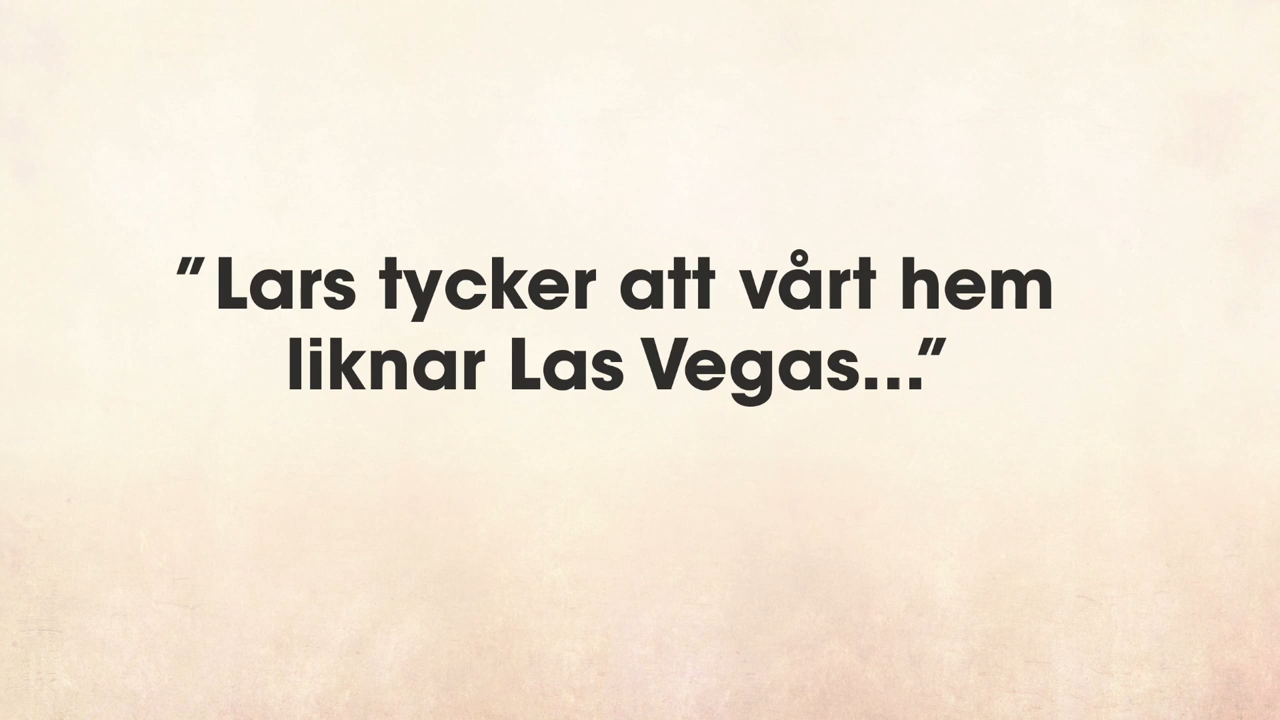 ”Lars tycker att vårt hem
liknar Las Vegas...”